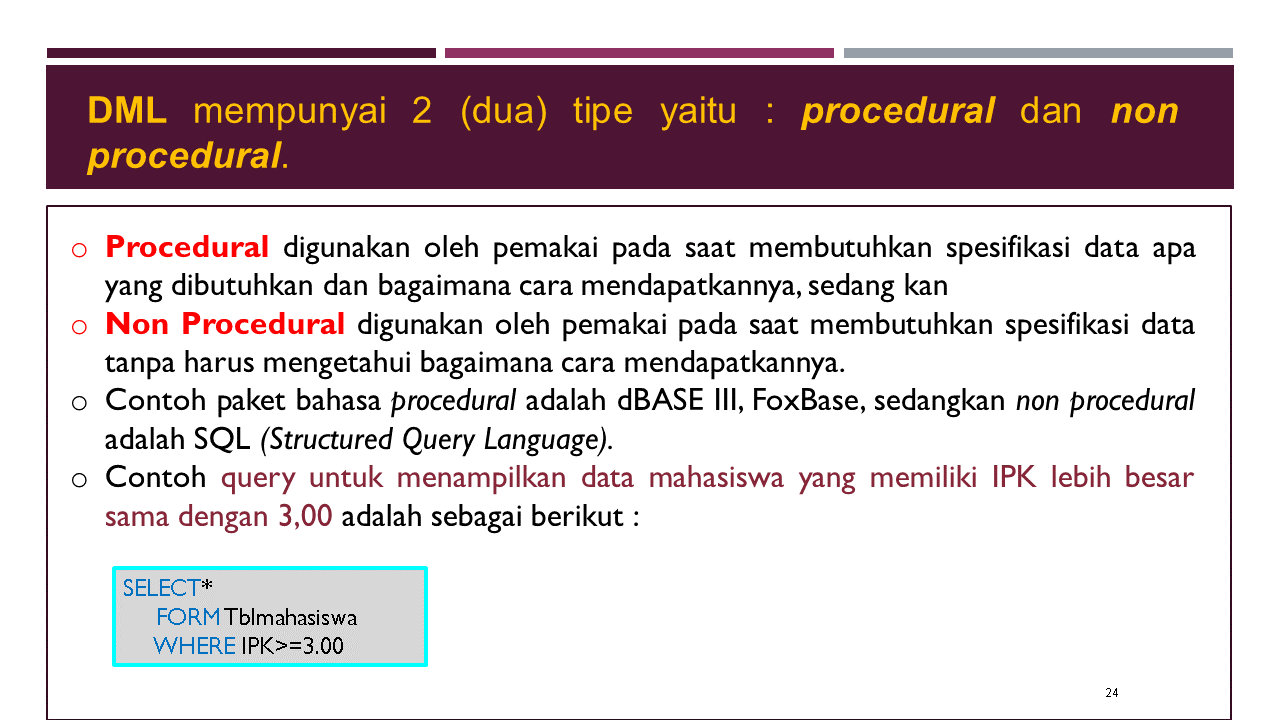 DML mempunyai 2 (dua) tipe yaitu : procedural dan non
procedural.
o Procedural digunakan oleh pemakai pada saat membutuhkan spesifikasi data apa
yang dibutuhkan dan bagaimana cara mendapatkannya, sedang kan
o Non Procedural digunakan oleh pemakai pada saat membutuhkan spesifikasi data
tanpa harus mengetahui bagaimana cara mendapatkannya.
o Contoh paket bahasa procedural adalah dBASE III, FoxBase, sedangkan non procedural
adalah SQL (Structured Query Language).
o Contoh query untuk menampilkan data mahasiswa yang memiliki IPK lebih besar
sama dengan 3,00 adalah sebagai berikut :
SELECT*
FORM Tblmahasiswa
WHERE IPK>=3.00
24